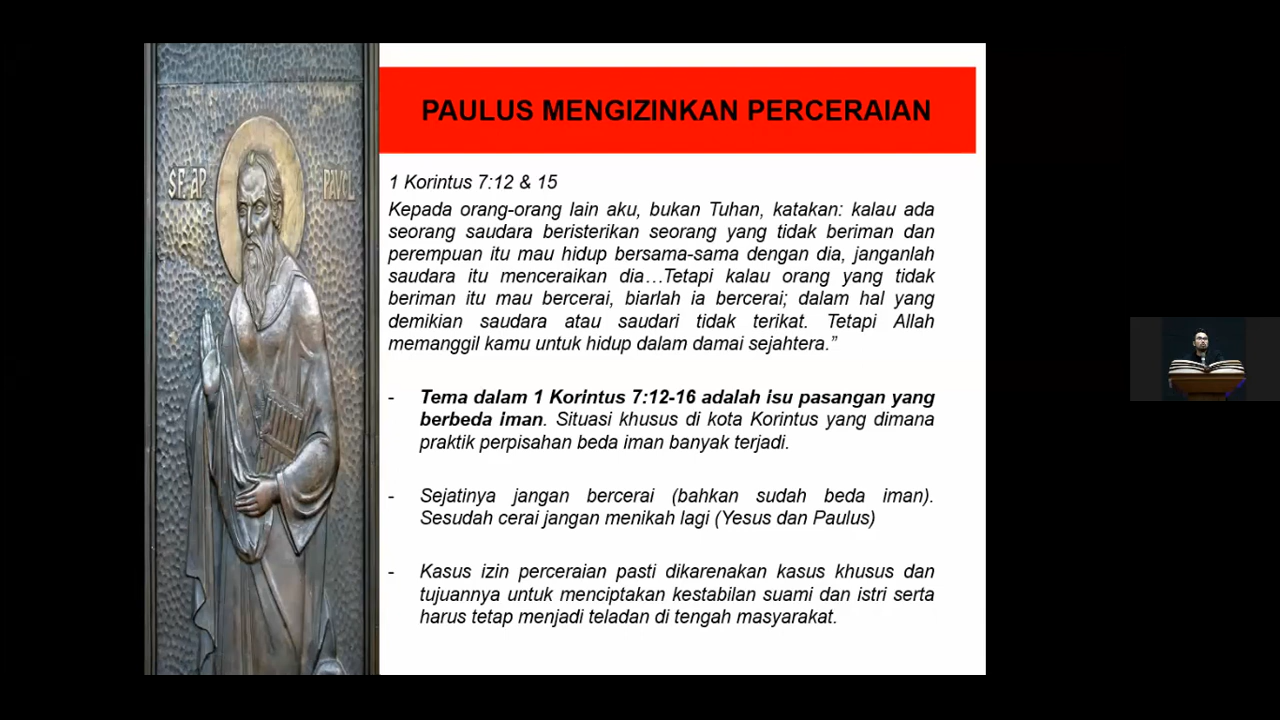 PAULUS MENGIZINKAN PERCERAIAN
SF. AP PAVEL
1 Korintus 7:12 & 15
Kepada orang-orang lain aku, bukan Tuhan, katakan: kalau ada
seorang saudara beristerikan seorang yang tidak beriman dan
perempuan itu mau hidup bersama-sama dengan dia, janganlah
saudara itu menceraikan dia…Tetapi kalau orang yang tidak
beriman itu mau bercerai, biarlah ia bercerai; dalam hal yang
demikian saudara atau saudari tidak terikat. Tetapi Allah
memanggil kamu untuk hidup dalam damai sejahtera.”
- Tema dalam 1 Korintus 7:12-16 adalah isu pasangan yang
berbeda iman. Situasi khusus di kota Korintus yang dimana
praktik perpisahan beda iman banyak terjadi.
- Sejatinya jangan bercerai (bahkan sudah beda iman).
Sesudah cerai jangan menikah lagi (Yesus dan Paulus)
- Kasus izin perceraian pasti dikarenakan kasus khusus dan
tujuannya untuk menciptakan kestabilan suami dan istri serta
harus tetap menjadi teladan di tengah masyarakat.